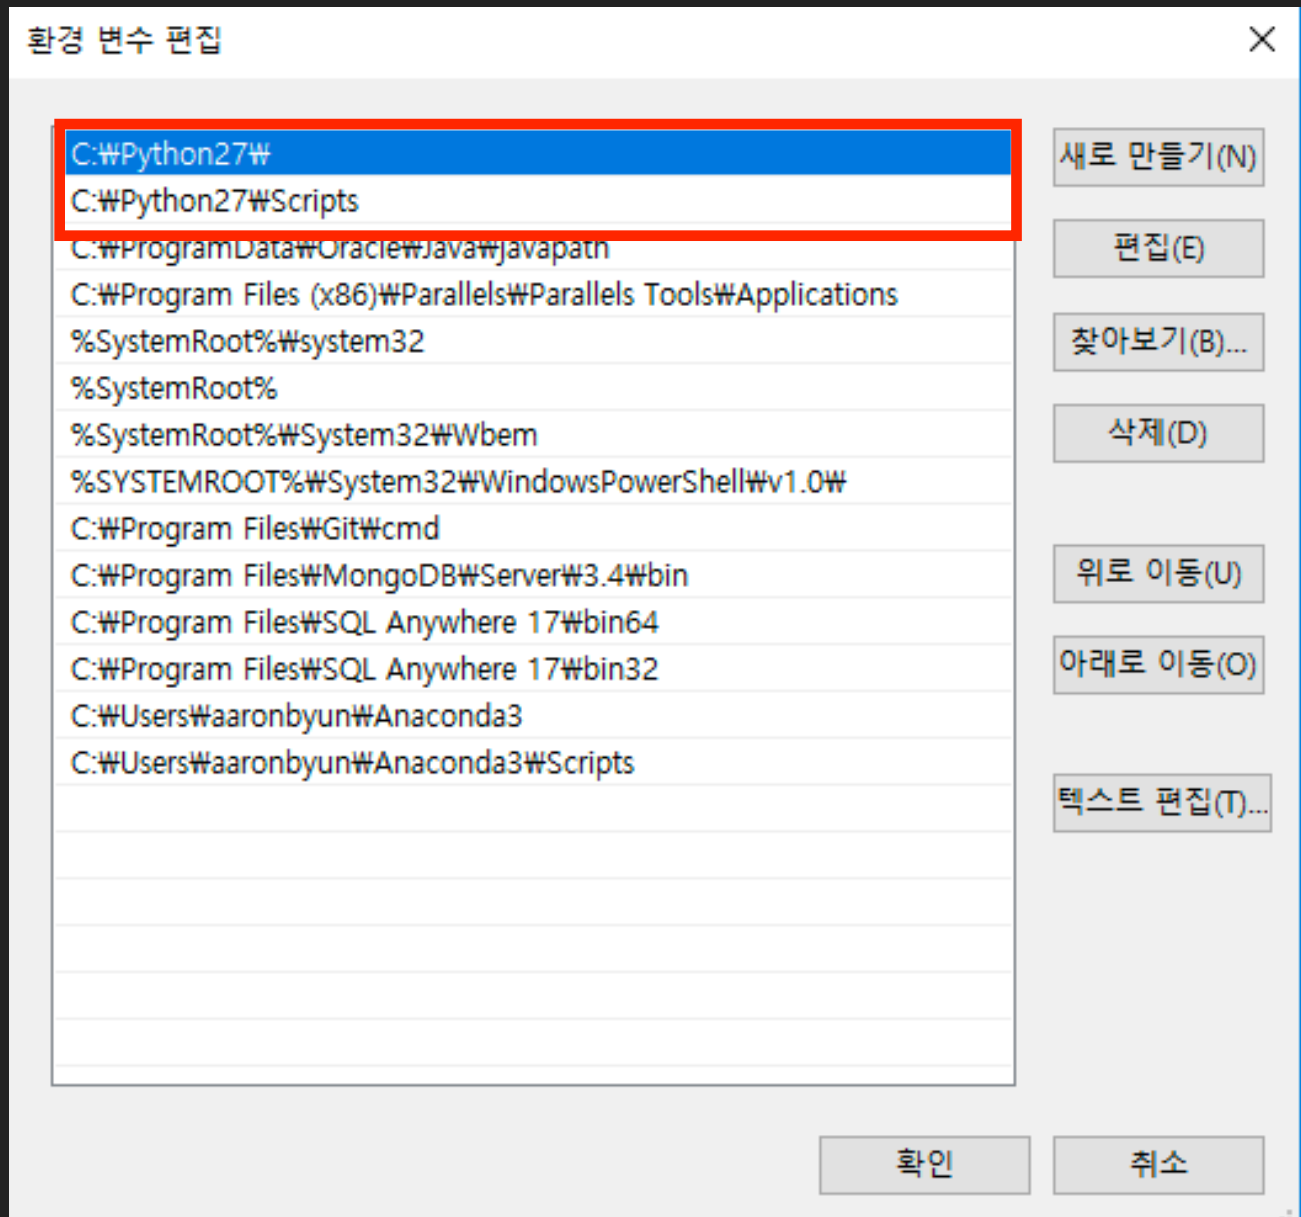 환경 변수 편집
C:₩Python27₩
C:₩Python27₩Scripts
C:₩ProgramData₩Oracle₩Java₩javapath
C:₩Program Files (x86)₩Parallels₩Parallels Tools₩Applications
%SystemRoot%₩system32
%SystemRoot%
%SystemRoot%₩System32₩Wbem
%SYSTEMROOT%₩System32₩WindowsPowerShell₩v1.0₩
C:₩Program Files₩Git₩cmd
C:₩Program Files₩MongoDB₩Server₩3.4₩bin
C:₩Program Files₩SQL Anywhere 17₩bin64
C:₩Program Files₩SQL Anywhere 17₩bin32
C:₩Users₩aaronbyun₩Anaconda3
C:₩Users₩aaronbyun₩Anaconda3₩Scripts
새로 만들기(N)
편집(E)
찾아보기(B)...
삭제(D)
위로 이동(U)
아래로 이동(O)
텍스트 편집(T)...
확인
취소